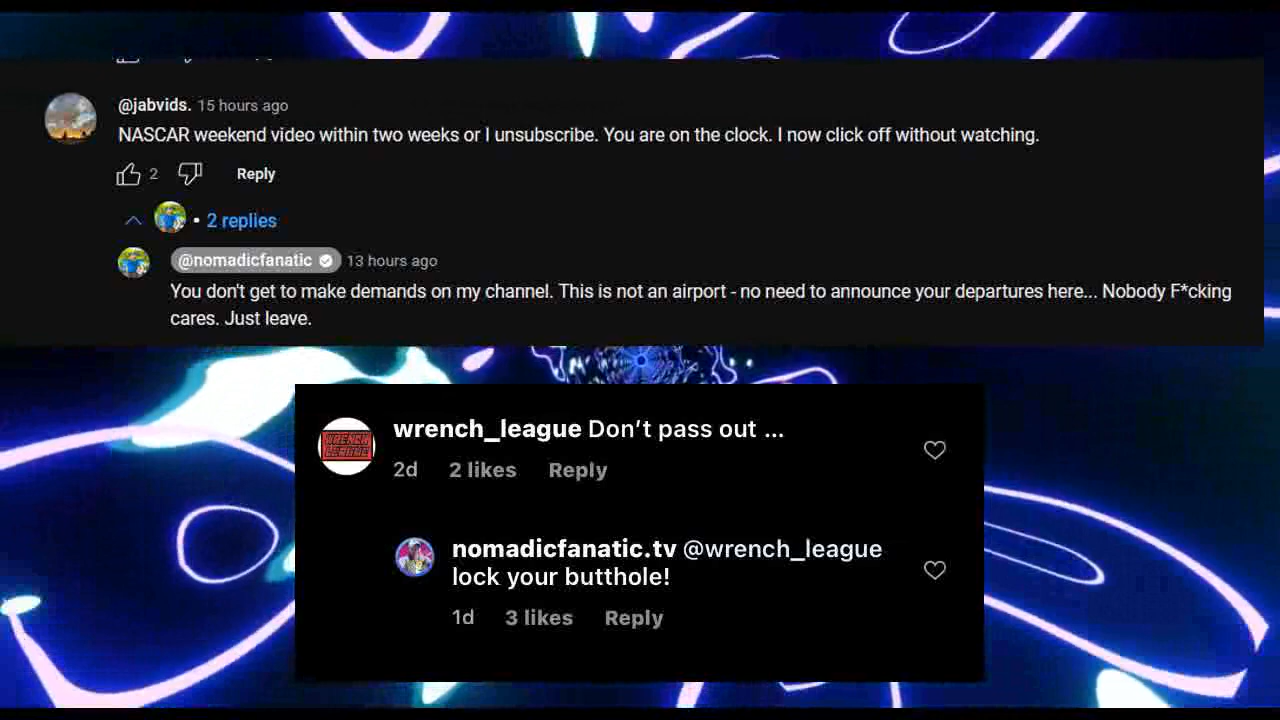 @jabvids. 15 hours ago
NASCAR weekend video within two weeks or I unsubscribe. You are on the clock. I now click off without watching.
2 Reply
• 2 replies
@nomadicfanatic 13 hours ago
You don't get to make demands on my channel. This is not an airport - no need to announce your departures here... Nobody F*cking
cares. Just leave.
wrench_league Don't pass out ...
WRENCH
LEAGUE
2d 2 likes Reply
nomadicfanatic.tv @wrench_league
lock your butthole!
1d 3 likes Reply